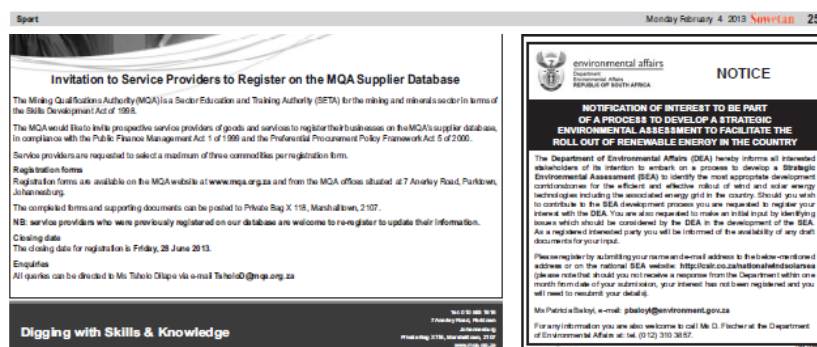 Sport
Monday February 4 2013 Sowetan 25
Invitation to Service Providers to Register on the MQA Supplier Database
The Mining Qualifications Authority (MQA) is a Sector Education and Training Authority (SETA) for the mining and minerals sector in terms of
the Skills Development Act of 1998.
The MQA would like to invite prospective service providers of goods and services to register their businesses on the MQA's supplier database,
in compliance with the Public Finance Management Act 1 of 1999 and the Preferential Procurement Policy Framework Act 5 of 2000.
Service providers are requested to select a maximum of three commodities per registration form.
Registration forms
Registration forms are available on the MQA website at www.mqa.org.za and from the MQA offices situated at 7 Anerley Road, Parktown,
Johannesburg.
The completed forms and supporting documents can be posted to Private Bag X 118, Marshalltown, 2107.
NB: service providers who were previously registered on our database are welcome to re-register to update their information.
Closing date
The closing date for registration is Friday, 28 June 2013.
Enquiries
All queries can be directed to Ms Tsholo Dilape via e-mail TsholoD@mqa.org.za
Digging with Skills & Knowledge
7 Anerley Road, Parktown
Johannesburg
Private Bag X118, Marshalltown, 2107
www.mqa.org.za
environmental affairs
Department:
Environmental Affairs
REPUBLIC OF SOUTH AFRICA
NOTICE
NOTIFICATION OF INTEREST TO BE PART
OF A PROCESS TO DEVELOP A STRATEGIC
ENVIRONMENTAL ASSESSMENT TO FACILITATE THE
ROLL OUT OF RENEWABLE ENERGY IN THE COUNTRY
The Department of Environmental Affairs (DEA) hereby informs all interested
stakeholders of its intention to embark on a process to develop a Strategic
Environmental Assessment (SEA) to identify the most appropriate development
corridors/zones for the efficient and effective rollout of wind and solar energy
technologies including the associated energy grid in the country. Should you wish
to contribute to the SEA development process you are requested to register your
interest with the DEA. You are also requested to make an initial input by identifying
issues which should be considered by the DEA in the development of the SEA.
As a registered interested party you will be informed of the availability of any draft
documents for your input.
Please register by submitting your name and e-mail address to the below-mentioned
address or on the national SEA website: http://csir.co.za/nationalwindsolarsea
(please note that should you not receive a response from the Department within one
month from date of your submission, your interest has not been registered and you
will need to resubmit your details).
Ms Patricia Baloyi, e-mail: pbaloyi@environment.gov.za
For any information you are also welcome to call Ms D. Fischer at the Department
of Environmental Affairs at: tel. (012) 310 3857.